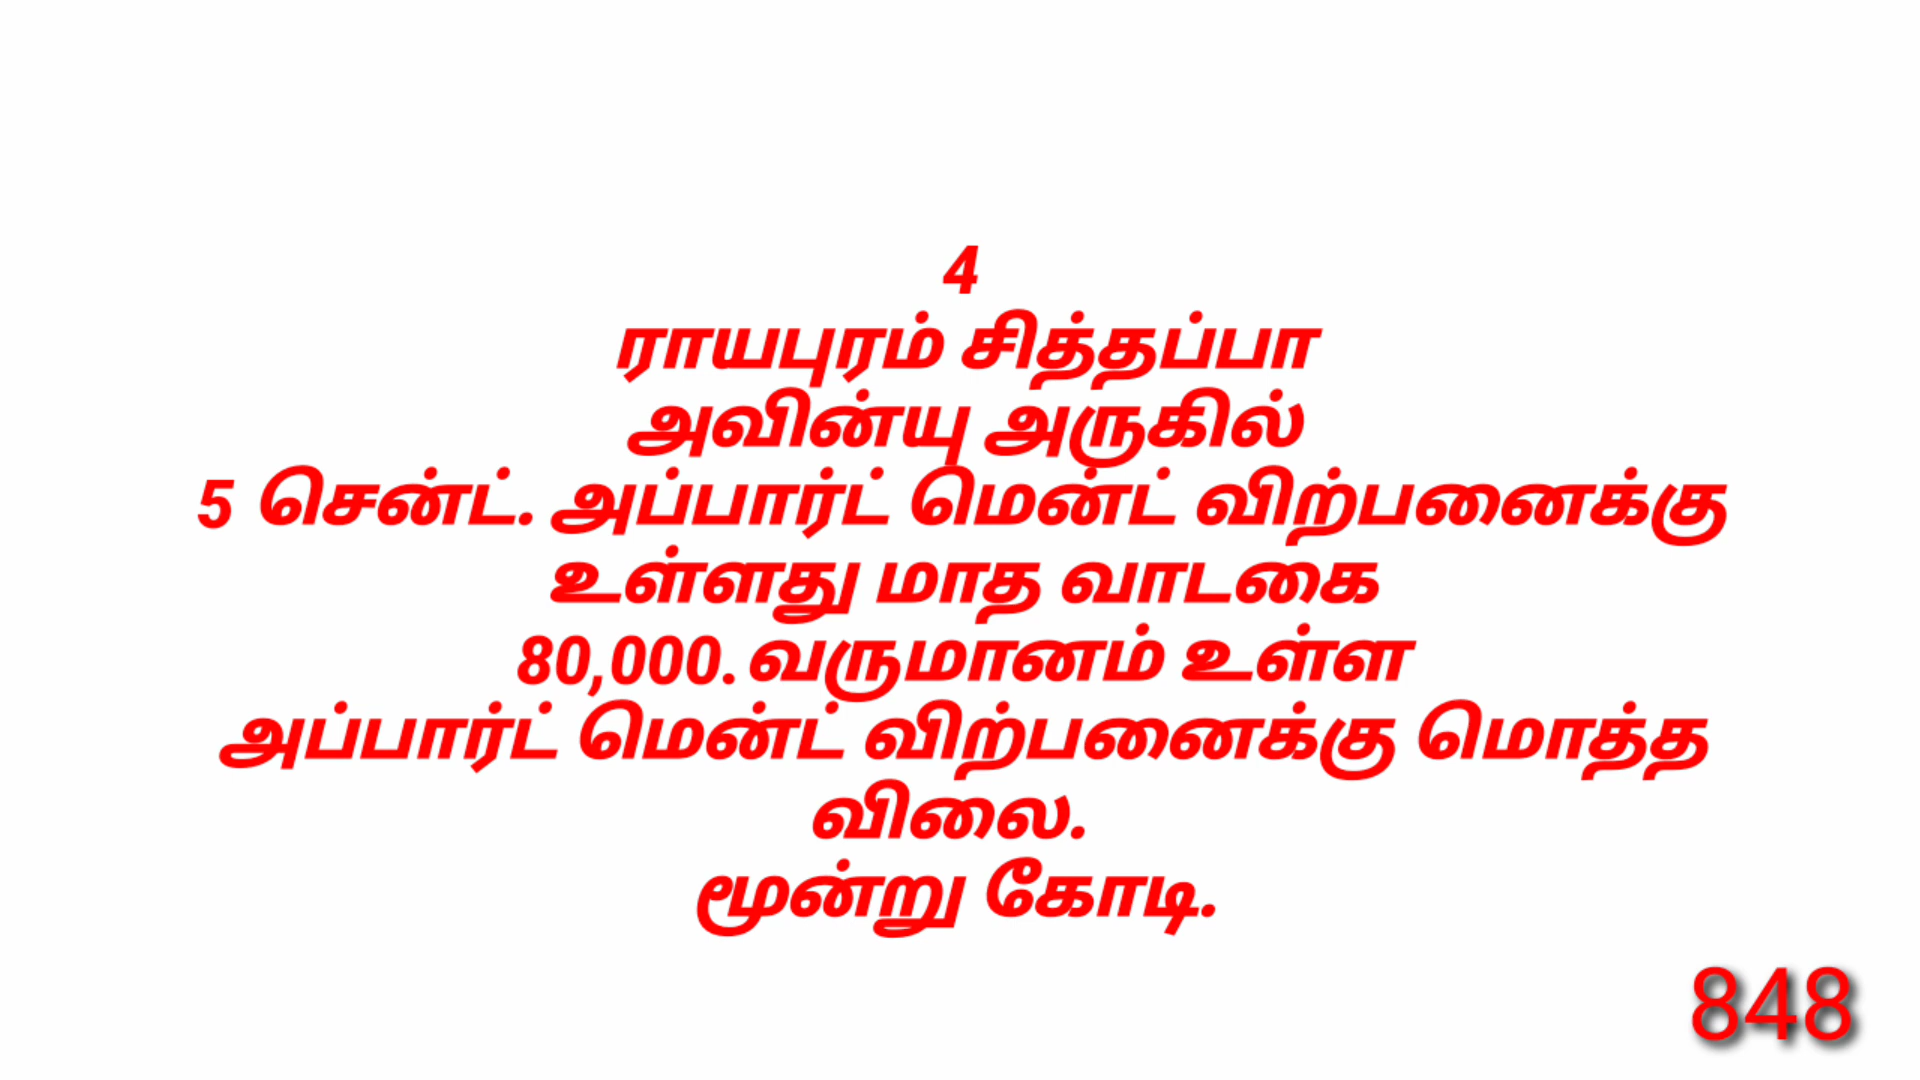 4
ராயபுரம் சித்தப்பா
அவின்யு அருகில்
5 சென்ட். அப்பார்ட் மென்ட் விற்பனைக்கு
உள்ளது மாத வாடகை
80,000. வருமானம் உள்ள
அப்பார்ட் மென்ட் விற்பனைக்கு மொத்த
விலை.
மூன்று கோடி.
848